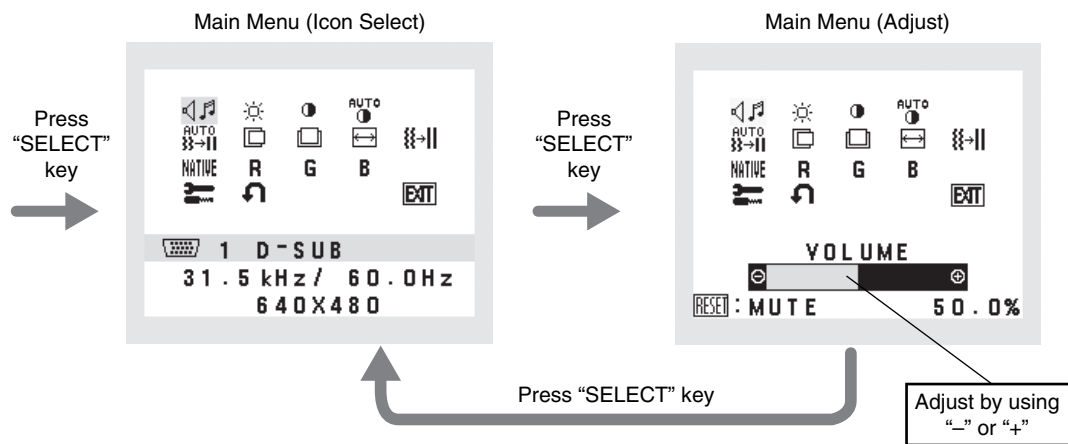 Main Menu (Icon Select)
Press
“SELECT”
key
AUTO
AUTO
NATIVE R G B
EXIT
1 D-SUB
31.5kHz/ 60.0Hz
640X480
Press
“SELECT”
key
Main Menu (Adjust)
AUTO
AUTO
NATIVE R G B
EXIT
VOLUME
RESET:MUTE 50.0%
Press “SELECT” key
Adjust by using
“–” or “+”